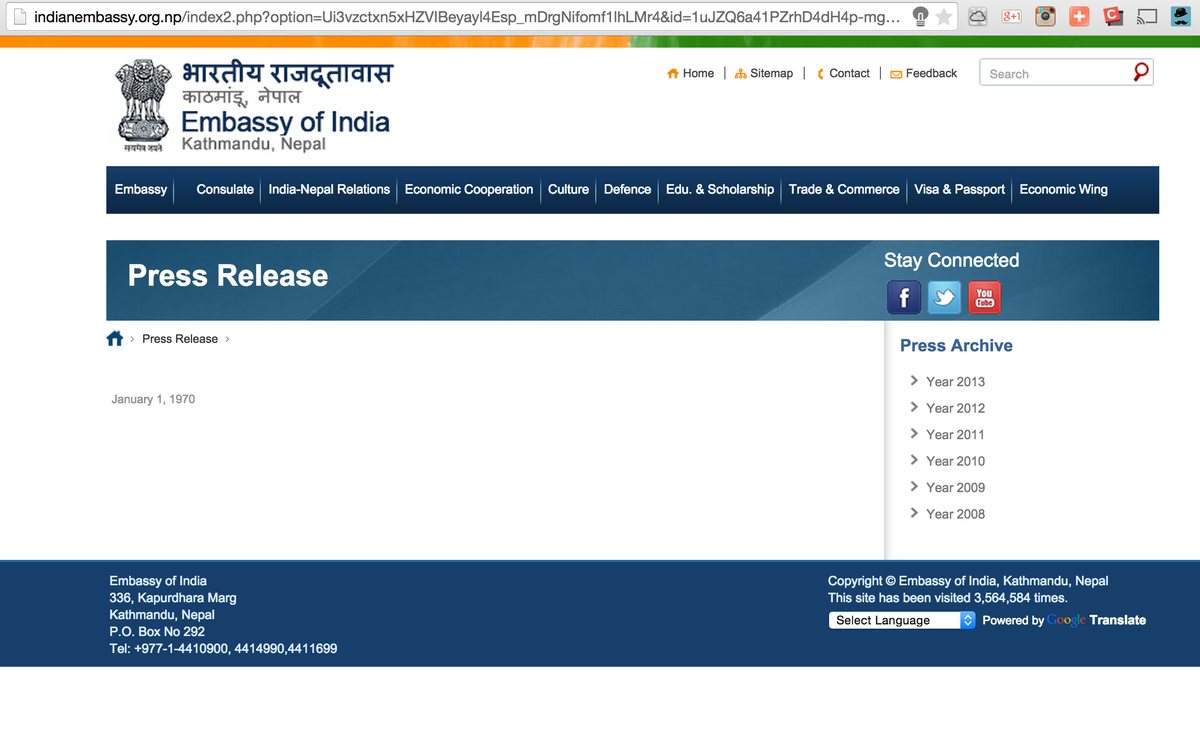 indianembassy.org.np/index2.php?option=Ui3vzctxn5xHZVIBeyayl4Esp_mDrgNifomf1lhLMr4&id=1uJZQ6a41PZrhD4dH4p-mg...
8+1
भारतीय राजदूतावास
काठमांडू, नेपाल
Embassy of India
Kathmandu, Nepal
सत्यमेव जयते
Home | Sitemap | Contact | Feedback
Search
Embassy Consulate India-Nepal Relations Economic Cooperation Culture Defence Edu. & Scholarship Trade & Commerce Visa & Passport Economic Wing
Press Release
Stay Connected
f You Tube
Press Release
January 1, 1970
Press Archive
Year 2013
Year 2012
Year 2011
Year 2010
Year 2009
Year 2008
Embassy of India
336, Kapurdhara Marg
Kathmandu, Nepal
P.O. Box No 292
Tel: +977-1-4410900, 4414990,4411699
Copyright © Embassy of India, Kathmandu, Nepal
This site has been visited 3,564,584 times.
Select Language Powered by Google Translate